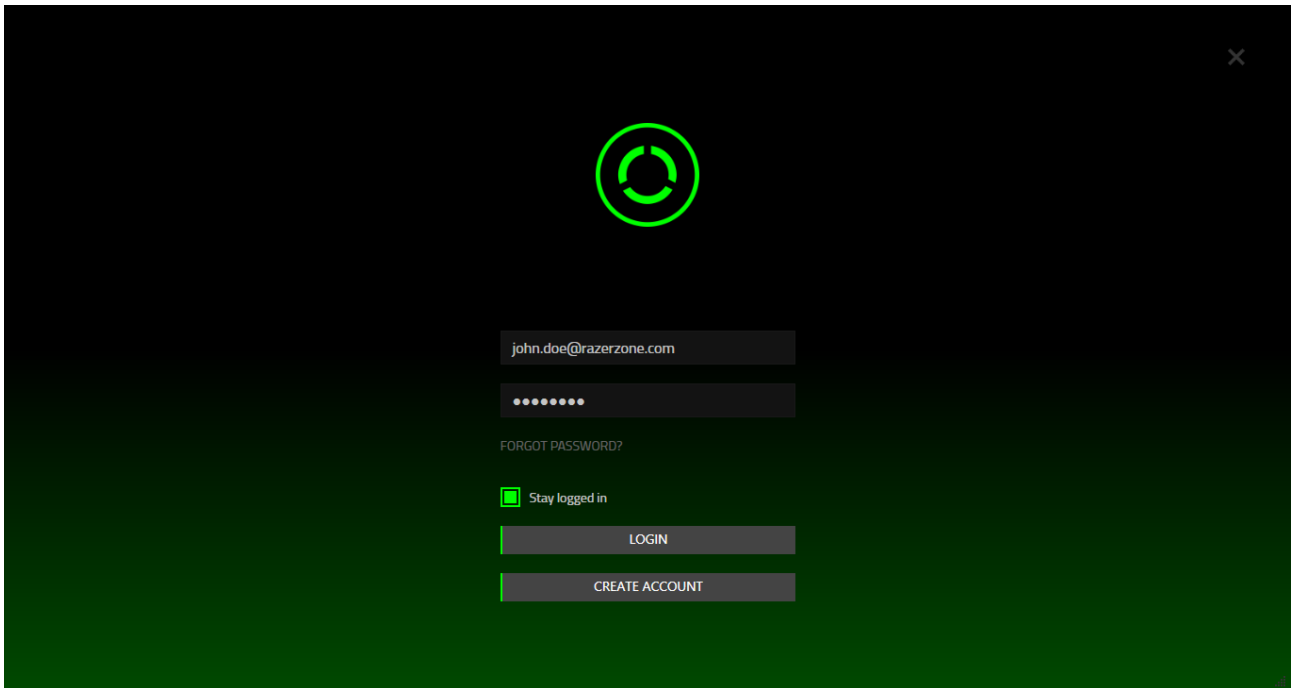 john.doe@razerzone.com
●●●●●●●●
FORGOT PASSWORD?
Stay logged in
LOGIN
CREATE ACCOUNT